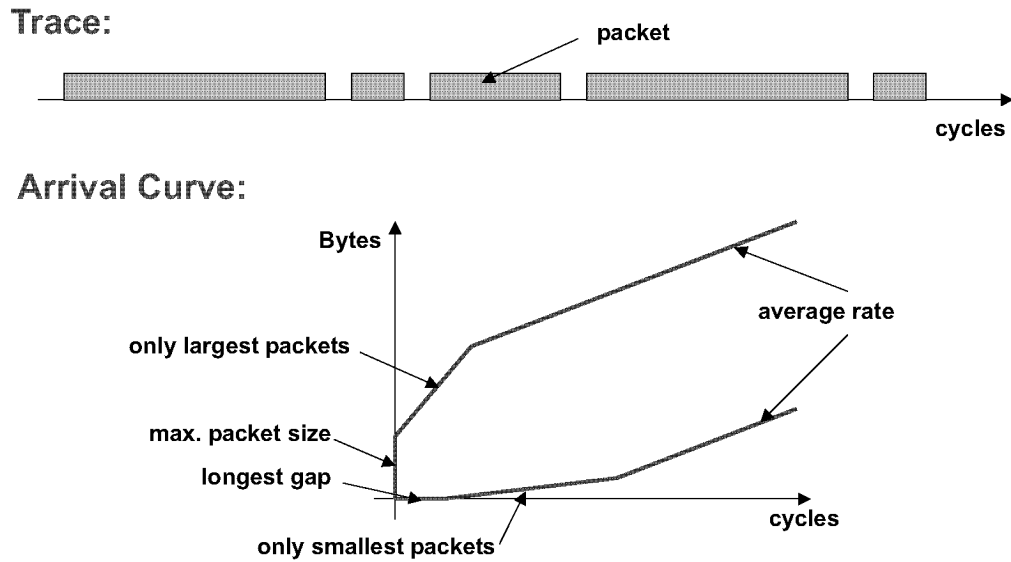 Trace:
packet
cycles
Arrival Curve:
Bytes
average rate
only largest packets
max. packet size
longest gap
cycles
only smallest packets